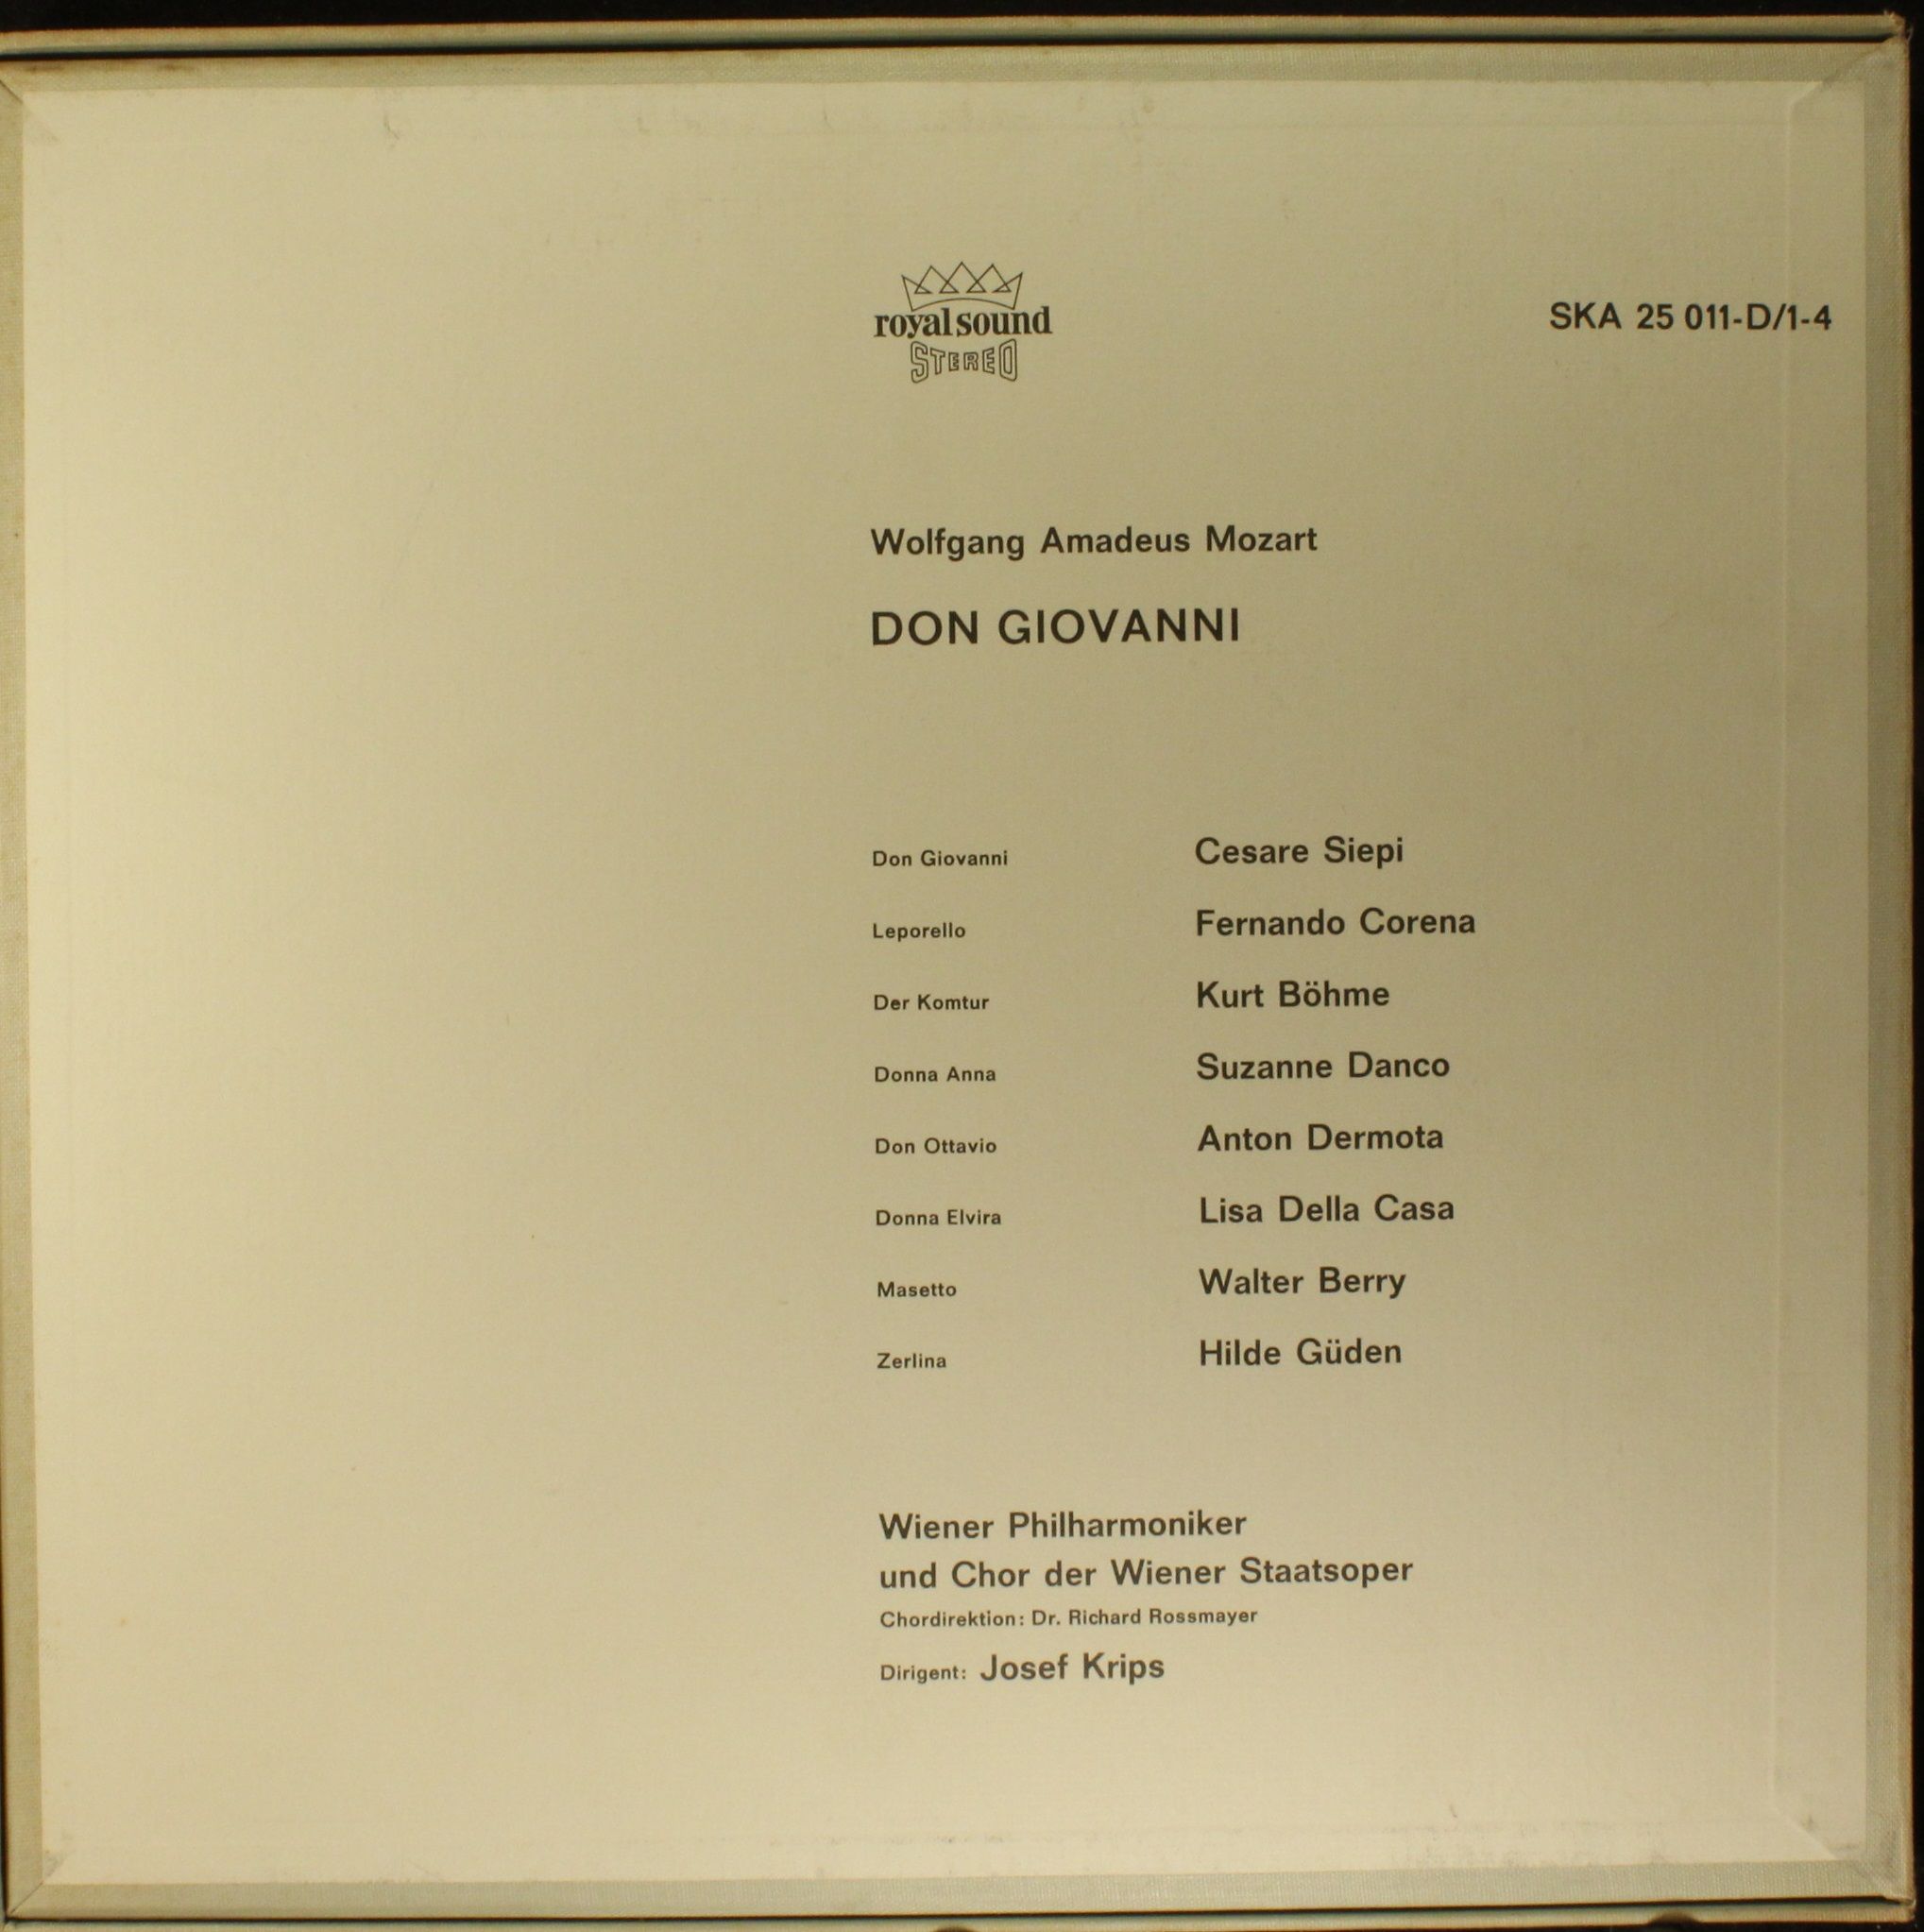 royal sound
STEREO
SKA 25 011-D/1-4
Wolfgang Amadeus Mozart
DON GIOVANNI
Don Giovanni Cesare Siepi
Leporello Fernando Corena
Der Komtur Kurt Böhme
Donna Anna Suzanne Danco
Don Ottavio Anton Dermota
Donna Elvira Lisa Della Casa
Masetto Walter Berry
Zerlina Hilde Güden
Wiener Philharmoniker
und Chor der Wiener Staatsoper
Chordirektion: Dr. Richard Rossmayer
Dirigent: Josef Krips